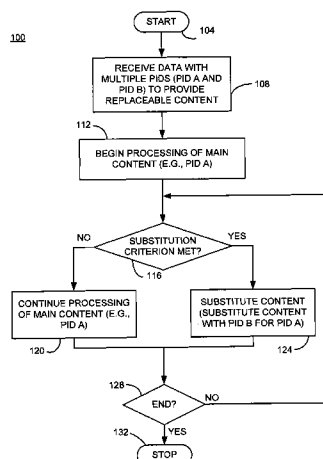 START
104
100
RECEIVE DATA WITH
MULTIPLE PIDS (PID A AND
PID B) TO PROVIDE
REPLACEABLE CONTENT
108
112
BEGIN PROCESSING OF MAIN
CONTENT (E.G., PID A)
NO
SUBSTITUTION
CRITERION MET?
YES
116
CONTINUE PROCESSING
OF MAIN CONTENT (E.G.,
PID A)
120
SUBSTITUTE CONTENT
(SUBSTITUTE CONTENT
WITH PID B FOR PID A)
124
128
END?
NO
YES
132
STOP